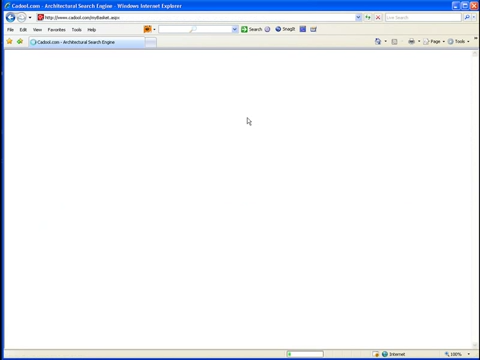 Cadool.com - Architectural Search Engine - Windows Internet Explorer
http://www.cadool.com/myBasket.aspx
Live Search
File Edit View Favorites Tools Help
Search
SnagIt
Cadool.com - Architectural Search Engine
Page
Tools
Internet
100%